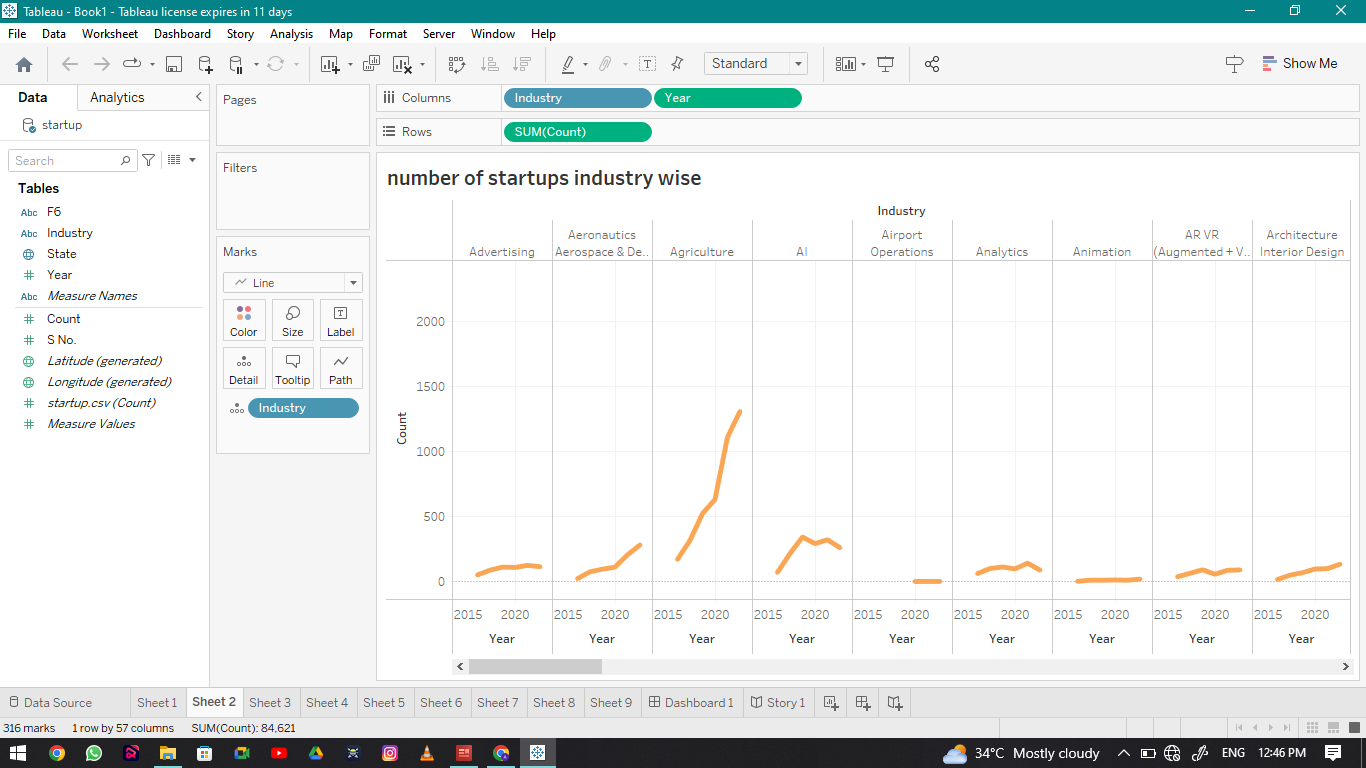 Tableau - Book1 - Tableau license expires in 11 days
File Data Worksheet Dashboard Story Analysis Map Format Server Window Help
Standard
Show Me
Data Analytics
startup
Search
Tables
Abc F6
Abc Industry
State
Year
Abc Measure Names
Count
S No.
Latitude (generated)
Longitude (generated)
startup.csv (Count)
Measure Values
Pages
Filters
Marks
Line
Color Size Label
Detail Tooltip Path
Industry
Columns Industry Year
Rows SUM(Count)
number of startups industry wise
Industry
Advertising
Aeronautics
Aerospace & De..
Agriculture
AI
Airport
Operations
Analytics
Animation
AR VR
(Augmented + V..
Architecture
Interior Design
2000
1500
1000
500
0
Count
2015 2020 2015 2020 2015 2020 2015 2020 2015 2020 2015 2020 2015 2020 2015 2020 2015 2020
Year Year Year Year Year Year Year Year Year
Data Source Sheet 1 Sheet 2 Sheet 3 Sheet 4 Sheet 5 Sheet 6 Sheet 7 Sheet 8 Sheet 9 Dashboard 1 Story 1
316 marks 1 row by 57 columns SUM(Count): 84,621
34°C Mostly cloudy ENG 12:46 PM